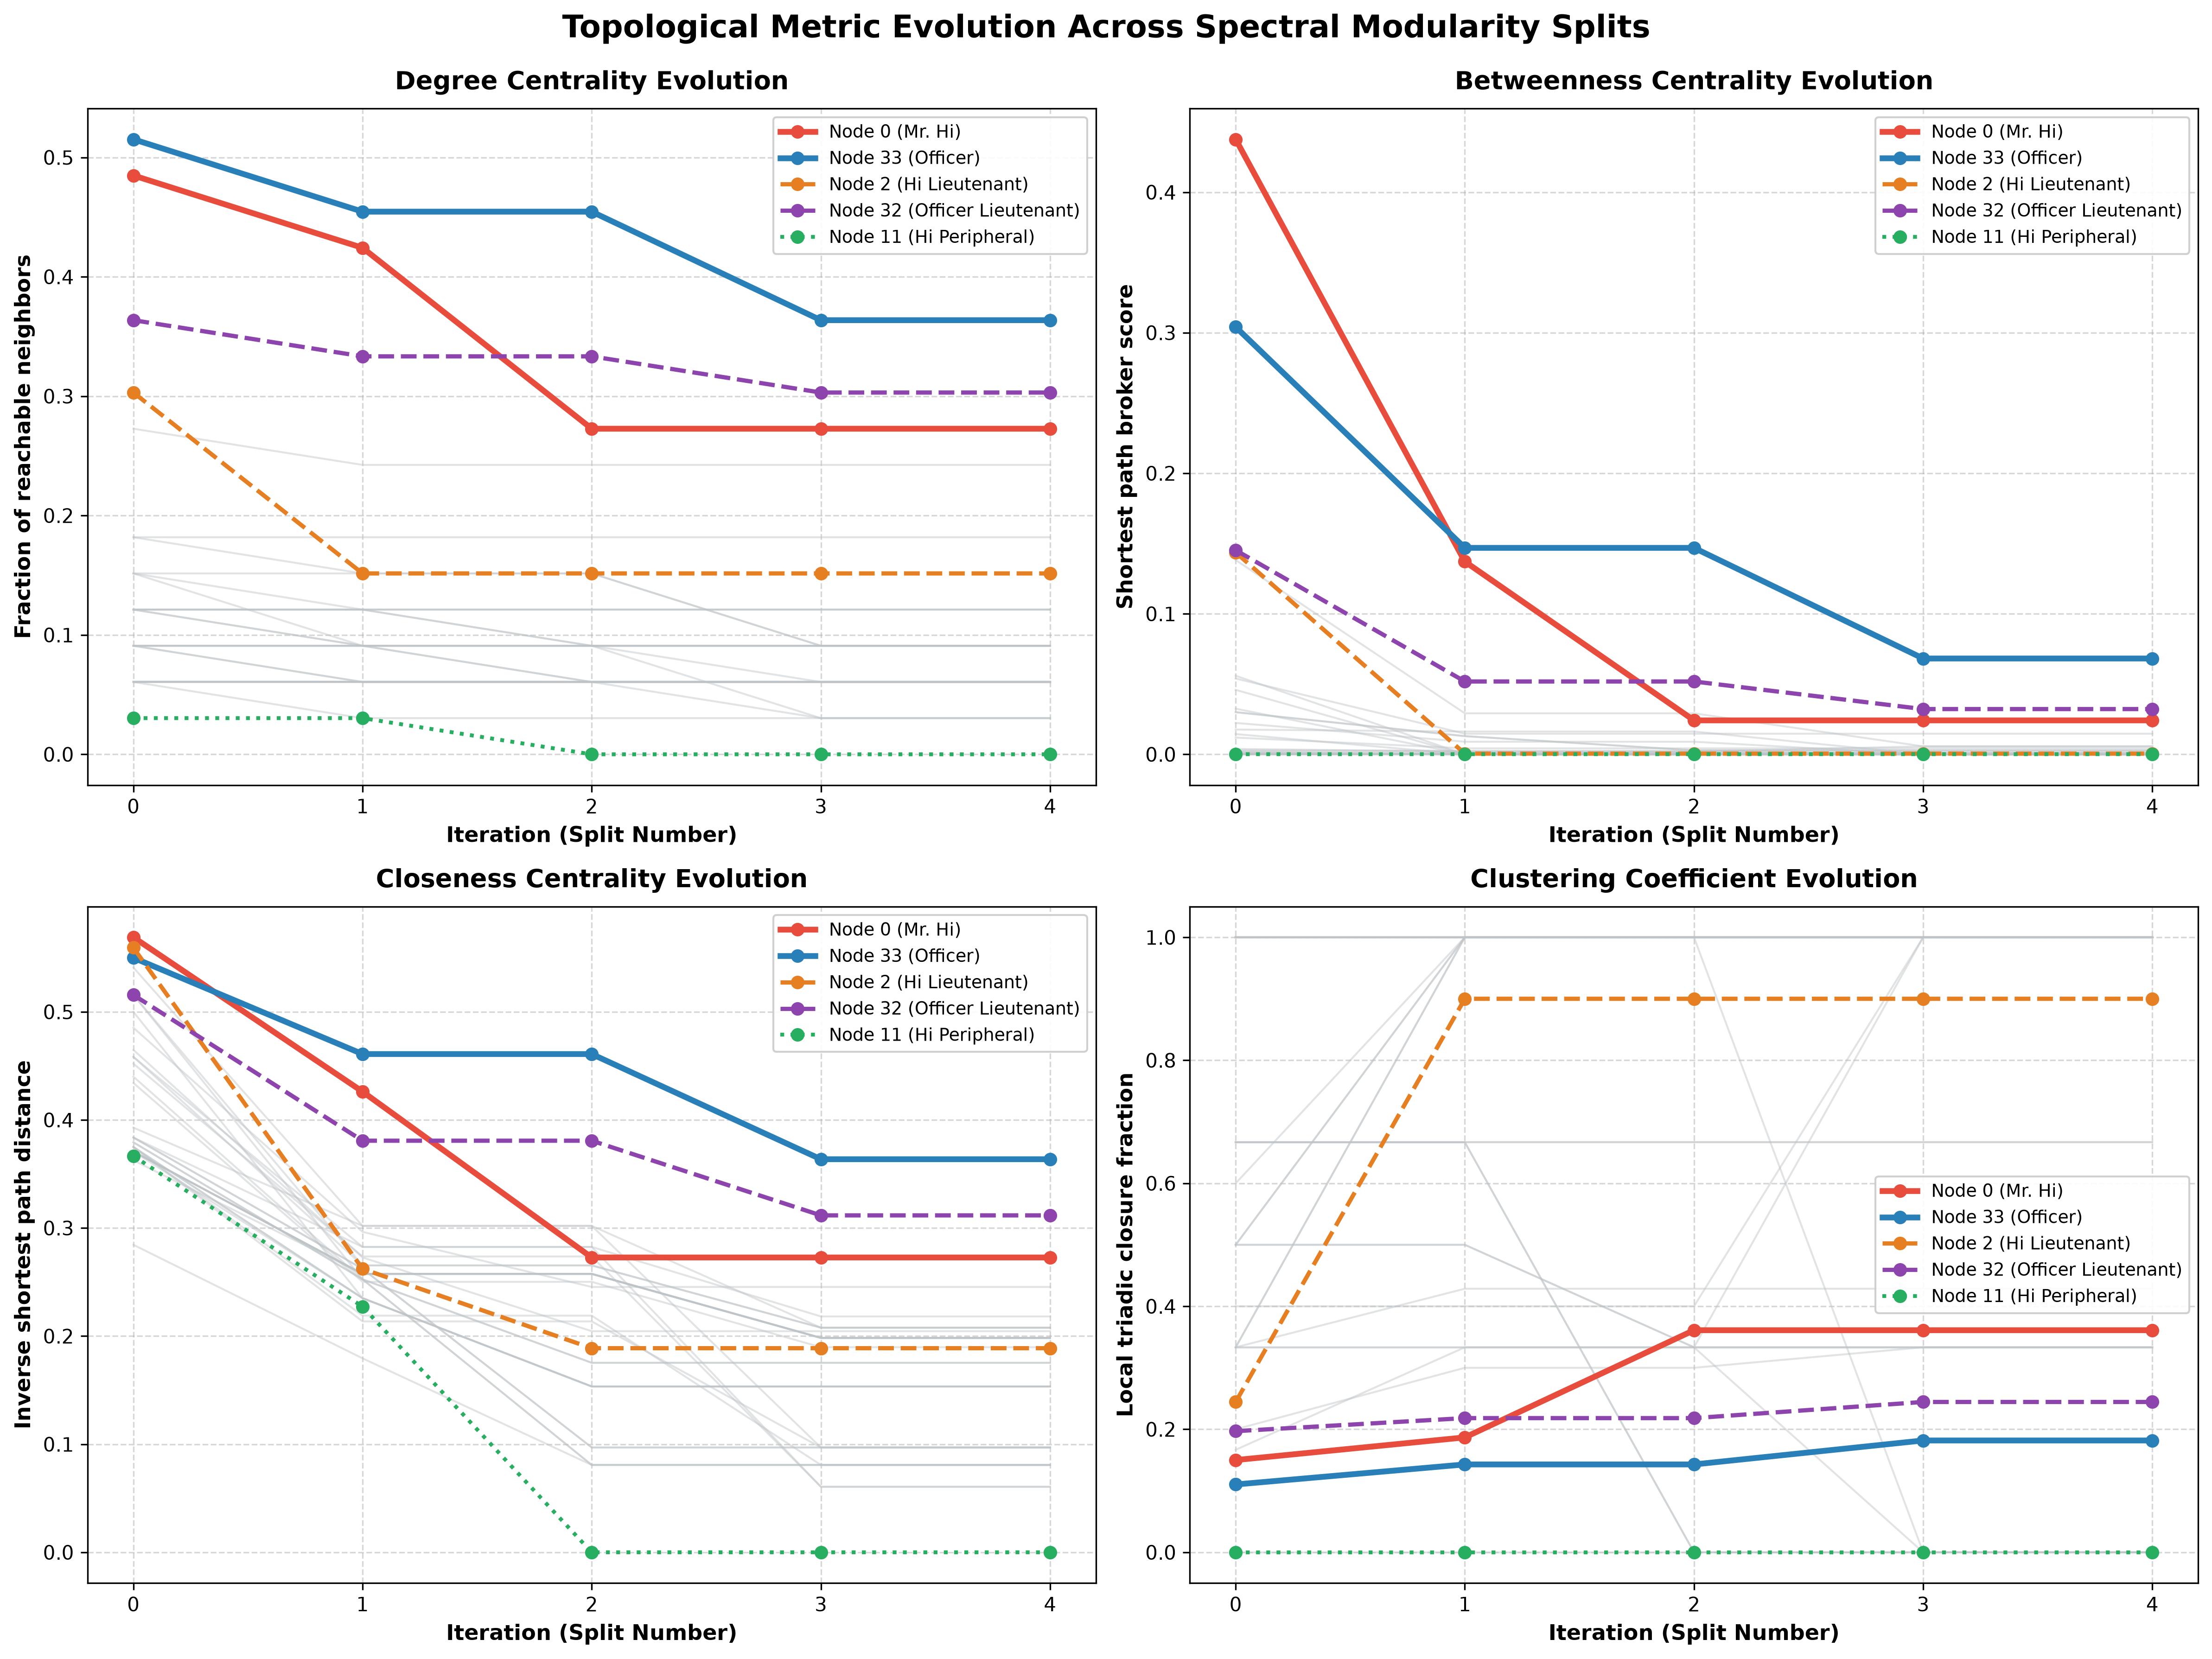 Topological Metric Evolution Across Spectral Modularity Splits
Degree Centrality Evolution
Fraction of reachable neighbors
0.5
0.4
0.3
0.2
0.1
0.0
Node 0 (Mr. Hi)
Node 33 (Officer)
Node 2 (Hi Lieutenant)
Node 32 (Officer Lieutenant)
Node 11 (Hi Peripheral)
0 1 2 3 4
Iteration (Split Number)
Betweenness Centrality Evolution
Shortest path broker score
0.4
0.3
0.2
0.1
0.0
Node 0 (Mr. Hi)
Node 33 (Officer)
Node 2 (Hi Lieutenant)
Node 32 (Officer Lieutenant)
Node 11 (Hi Peripheral)
0 1 2 3 4
Iteration (Split Number)
Closeness Centrality Evolution
Inverse shortest path distance
0.5
0.4
0.3
0.2
0.1
0.0
Node 0 (Mr. Hi)
Node 33 (Officer)
Node 2 (Hi Lieutenant)
Node 32 (Officer Lieutenant)
Node 11 (Hi Peripheral)
0 1 2 3 4
Iteration (Split Number)
Clustering Coefficient Evolution
Local triadic closure fraction
1.0
0.8
0.6
0.4
0.2
0.0
Node 0 (Mr. Hi)
Node 33 (Officer)
Node 2 (Hi Lieutenant)
Node 32 (Officer Lieutenant)
Node 11 (Hi Peripheral)
0 1 2 3 4
Iteration (Split Number)